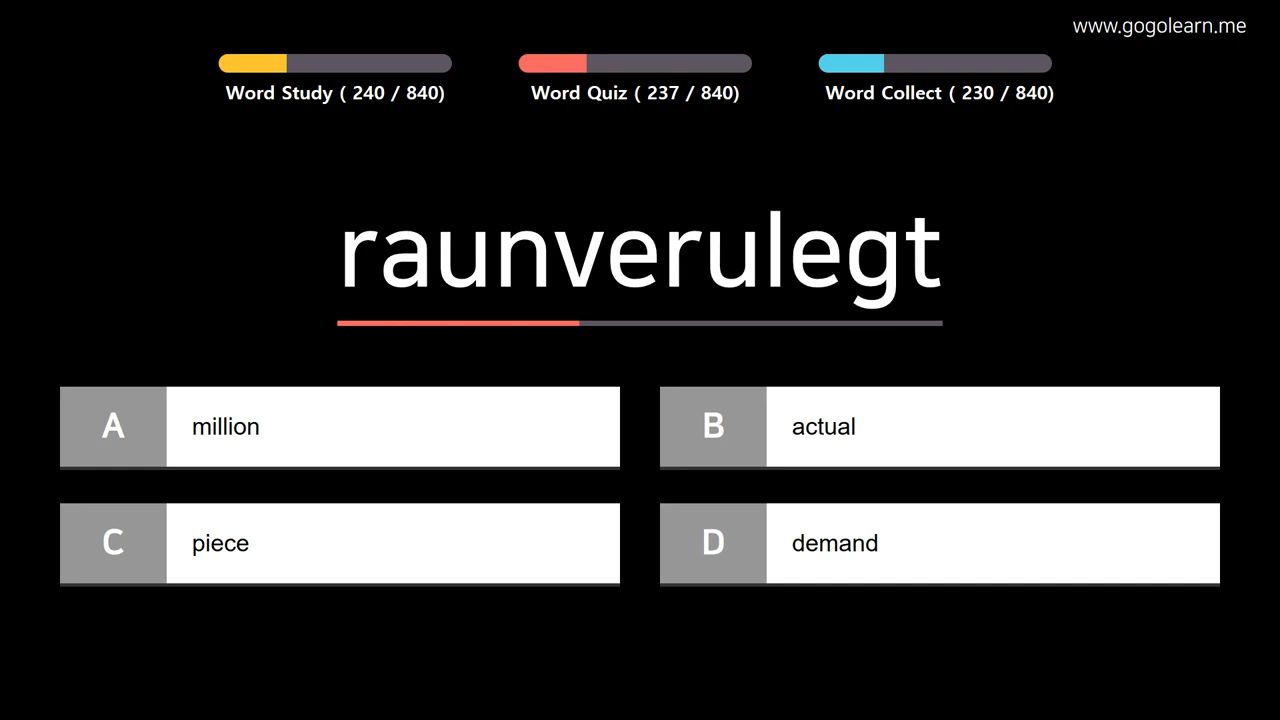 www.gogolearn.me
Word Study ( 240 / 840)
Word Quiz ( 237 / 840)
Word Collect ( 230 / 840)
raunverulegt
A million
B actual
C piece
D demand